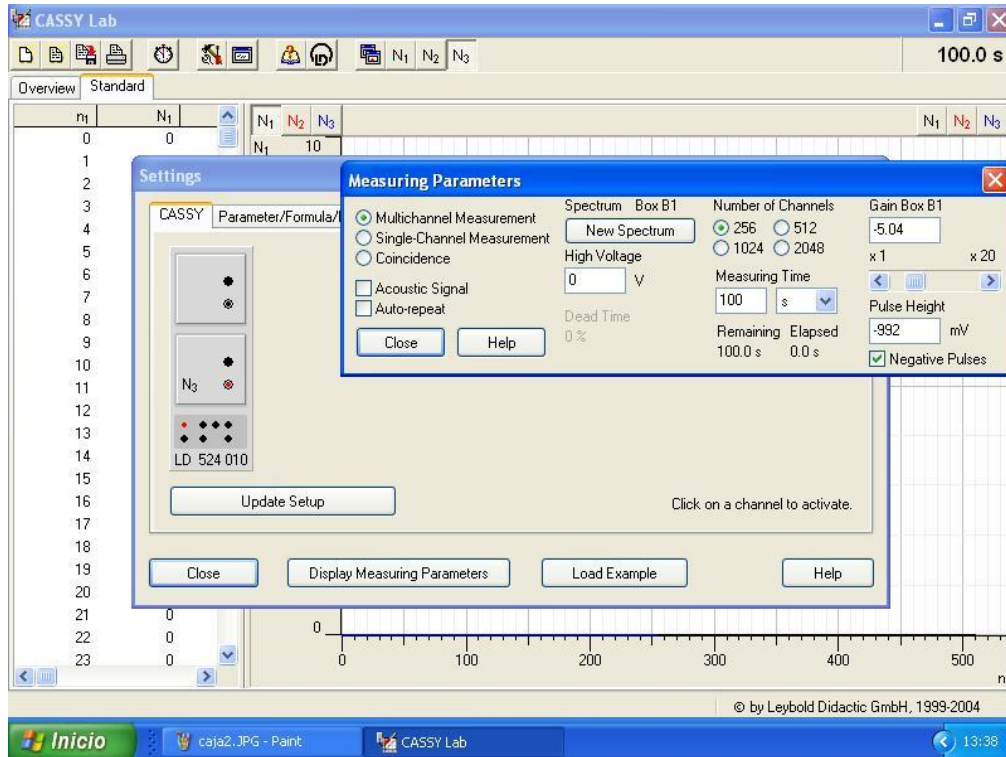 CASSY Lab
N1 N2 N3
100.0 s
Overview Standard
n1 N1
0 0
1
2
3
4
5
6
7
8
9
10
11
12
13
14
15
16
17
18
19
20
21 0
22 0
23 0
N1 N2 N3
N1 N2 N3
N1 10
0
0 100 200 300 400 500
n
Settings
CASSY Parameter/Formula/
N3
LD 524 010
Update Setup
Click on a channel to activate.
Close Display Measuring Parameters Load Example Help
Measuring Parameters
Multichannel Measurement
Single-Channel Measurement
Coincidence
Acoustic Signal
Auto-repeat
Close Help
Spectrum Box B1
New Spectrum
High Voltage
0 V
Dead Time
0 %
Number of Channels
256 512
1024 2048
Measuring Time
100 s
Remaining Elapsed
100.0 s 0.0 s
Gain Box B1
-5.04
x 1 x 20
Pulse Height
-992 mV
Negative Pulses
© by Leybold Didactic GmbH, 1999-2004
Inicio caja2.JPG - Paint CASSY Lab 13:38